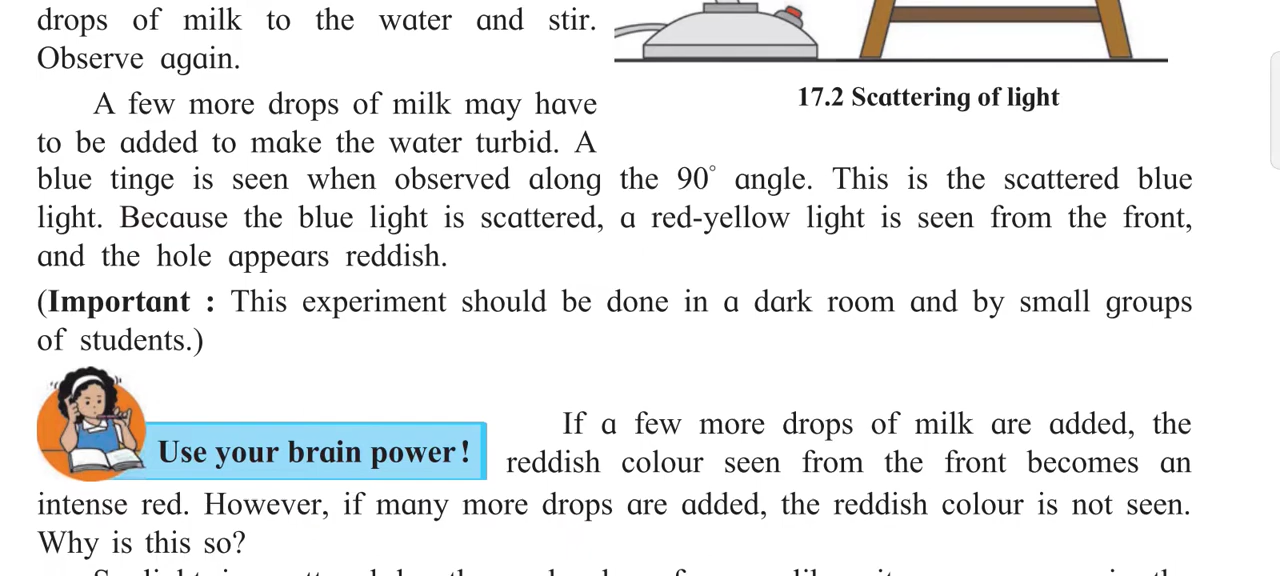 drops of milk to the water and stir.
Observe again.
A few more drops of milk may have
to be added to make the water turbid. A
17.2 Scattering of light
blue tinge is seen when observed along the 90° angle. This is the scattered blue
light. Because the blue light is scattered, a red-yellow light is seen from the front,
and the hole appears reddish.
(Important : This experiment should be done in a dark room and by small groups
of students.)
Use your brain power!
If a few more drops of milk are added, the
reddish colour seen from the front becomes an
intense red. However, if many more drops are added, the reddish colour is not seen.
Why is this so?